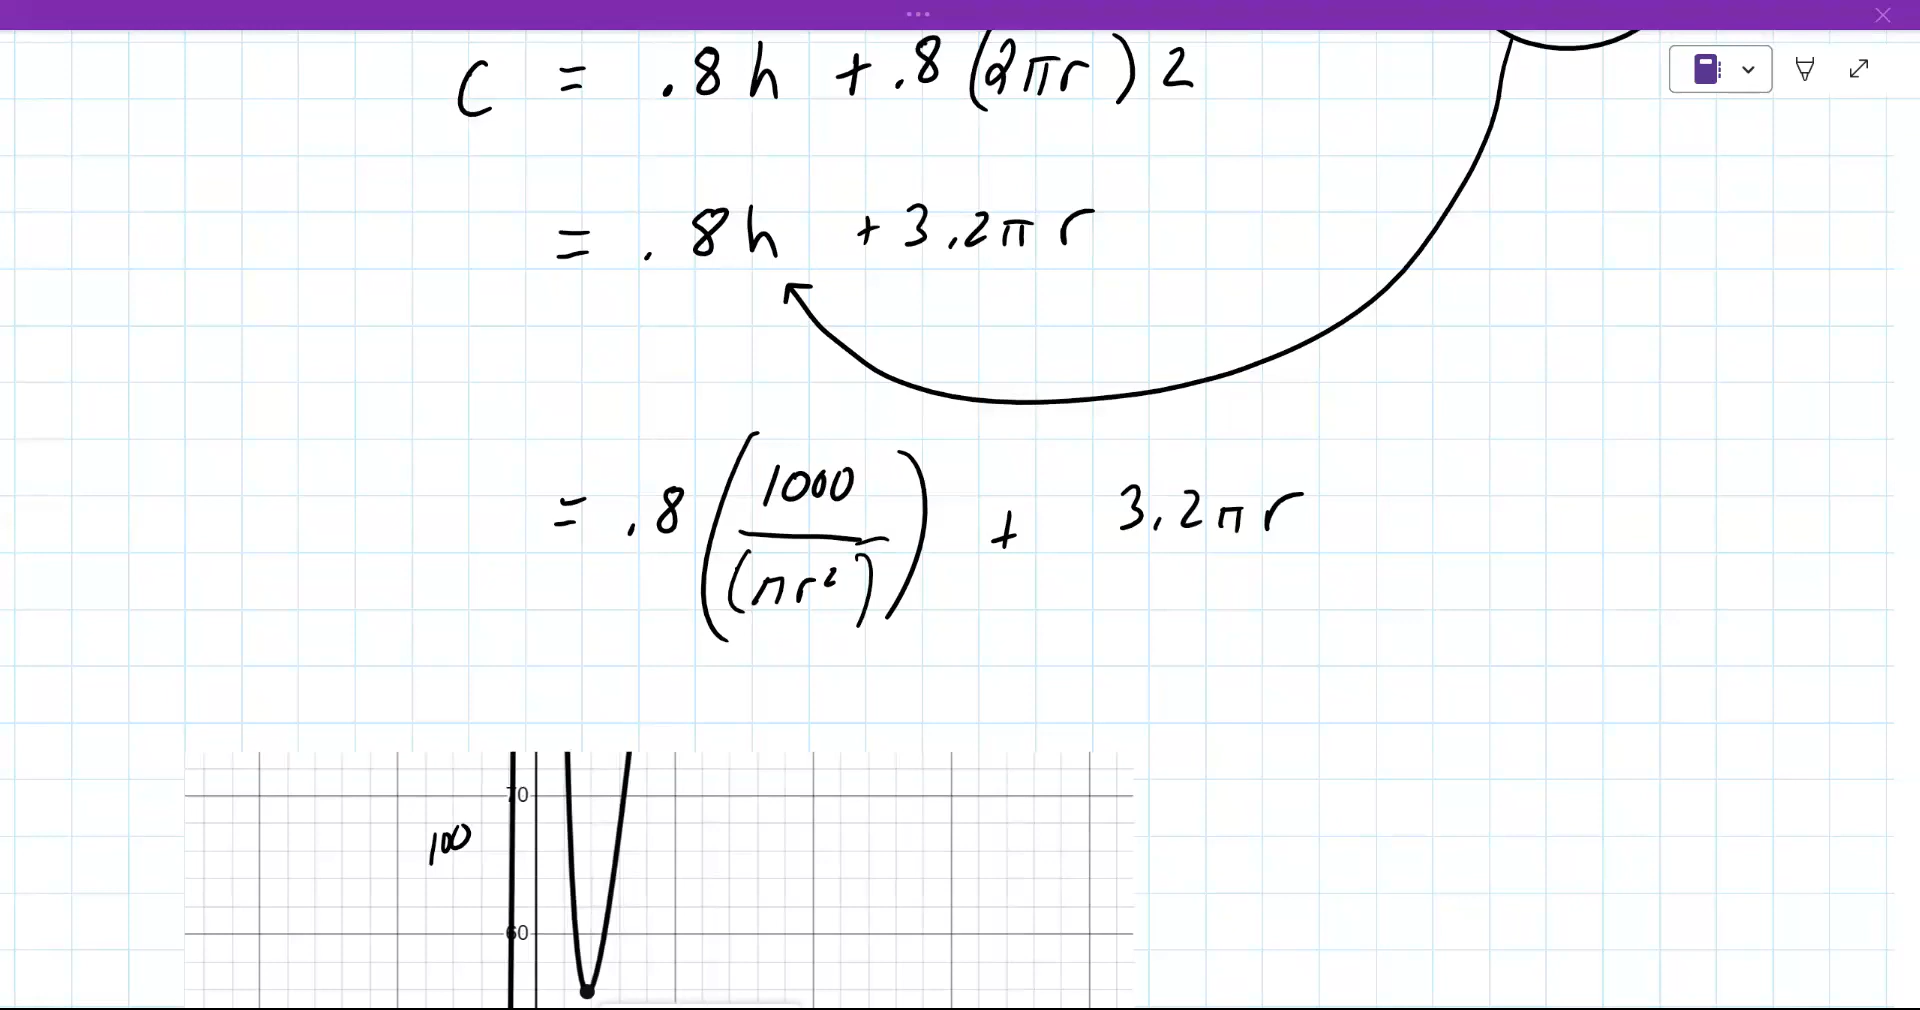 C = .8h + .8(2πr)2
= .8h + 3.2πr
= .8(1000/(πr²)) + 3.2πr
70
100
60